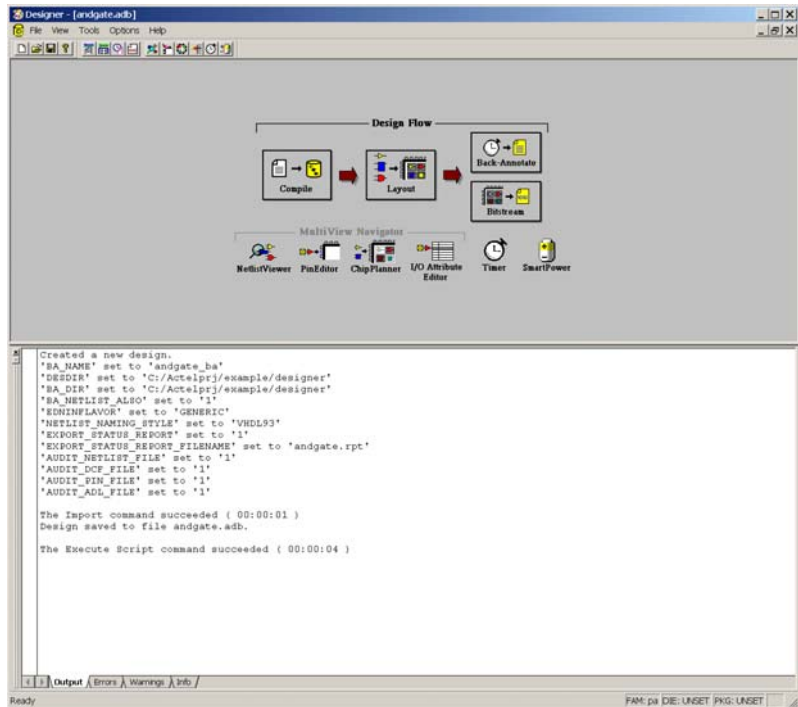 Designer - [andgate.adb]
File View Tools Options Help
Design Flow
Compile
Layout
Back-Annotate
Bitstream
MultiView Navigator
NetlistViewer PinEditor ChipPlanner I/O Attribute Editor Timer SmartPower
Created a new design.
'BA_NAME' set to 'andgate_ba'
'DESDIR' set to 'C:/Actelprj/example/designer'
'BA_DIR' set to 'C:/Actelprj/example/designer'
'BA_NETLIST_ALSO' set to '1'
'EDNINFLAVOR' set to 'GENERIC'
'NETLIST_NAMING_STYLE' set to 'VHDL93'
'EXPORT_STATUS_REPORT' set to '1'
'EXPORT_STATUS_REPORT_FILENAME' set to 'andgate.rpt'
'AUDIT_NETLIST_FILE' set to '1'
'AUDIT_DCF_FILE' set to '1'
'AUDIT_PIN_FILE' set to '1'
'AUDIT_ADL_FILE' set to '1'
The Import command succeeded ( 00:00:01 )
Design saved to file andgate.adb.
The Execute Script command succeeded ( 00:00:04 )
Output Errors Warnings Info
Ready
FAM: pa DIE: UNSET PKG: UNSET